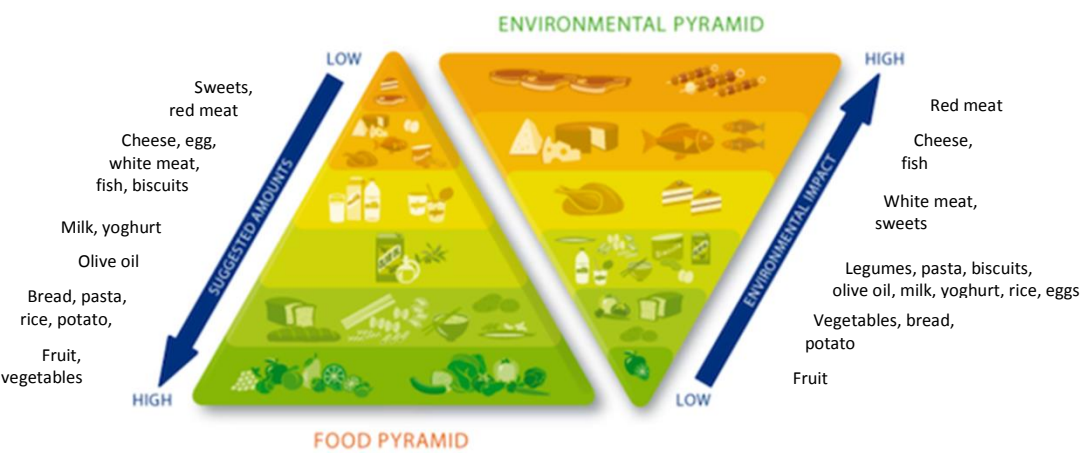 ENVIRONMENTAL PYRAMID
LOW
Sweets,
red meat
Cheese, egg,
white meat,
fish, biscuits
Milk, yoghurt
Olive oil
Bread, pasta,
rice, potato,
Fruit,
vegetables
SUGGESTED AMOUNTS
HIGH
FOOD PYRAMID
HIGH
Red meat
Cheese,
fish
White meat,
sweets
Legumes, pasta, biscuits,
olive oil, milk, yoghurt, rice, eggs
Vegetables, bread,
potato
Fruit
ENVIRONMENTAL IMPACT
LOW